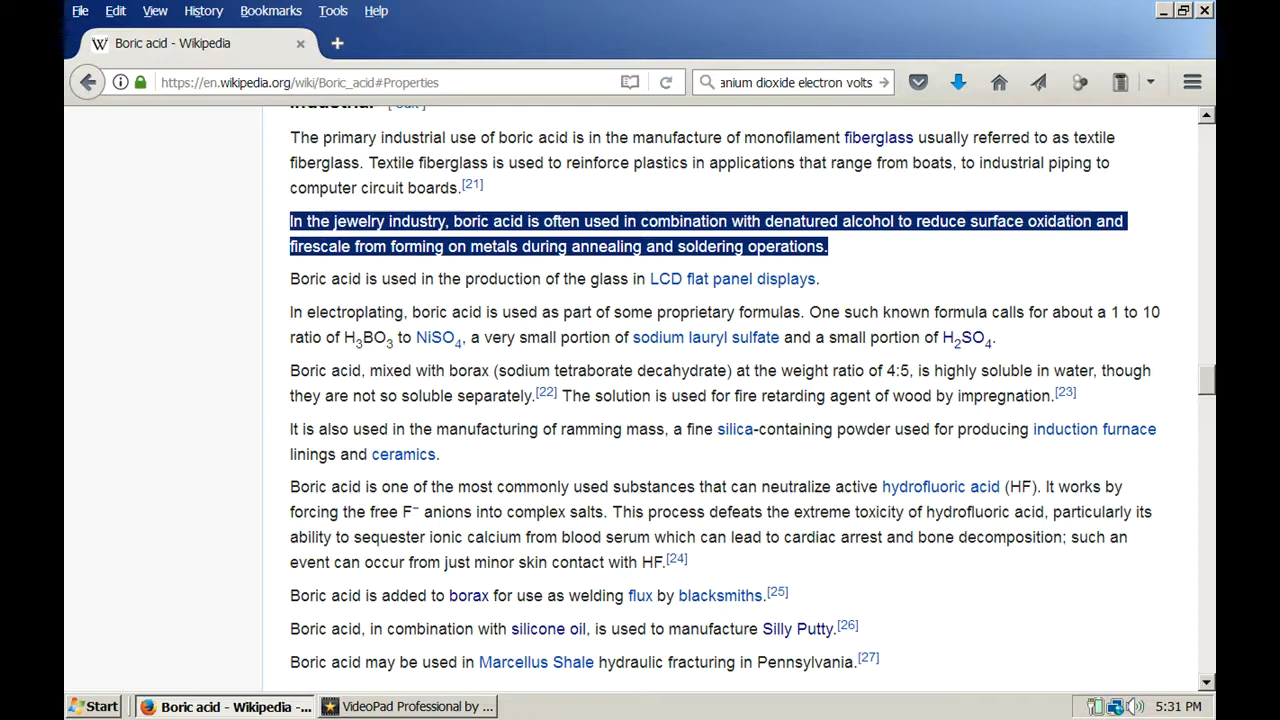 File Edit View History Bookmarks Tools Help
Boric acid - Wikipedia
https://en.wikipedia.org/wiki/Boric_acid#Properties
anium dioxide electron volts
The primary industrial use of boric acid is in the manufacture of monofilament fiberglass usually referred to as textile
fiberglass. Textile fiberglass is used to reinforce plastics in applications that range from boats, to industrial piping to
computer circuit boards.[21]
In the jewelry industry, boric acid is often used in combination with denatured alcohol to reduce surface oxidation and
firescale from forming on metals during annealing and soldering operations.
Boric acid is used in the production of the glass in LCD flat panel displays.
In electroplating, boric acid is used as part of some proprietary formulas. One such known formula calls for about a 1 to 10
ratio of H3BO3 to NiSO4, a very small portion of sodium lauryl sulfate and a small portion of H2SO4.
Boric acid, mixed with borax (sodium tetraborate decahydrate) at the weight ratio of 4:5, is highly soluble in water, though
they are not so soluble separately.[22] The solution is used for fire retarding agent of wood by impregnation.[23]
It is also used in the manufacturing of ramming mass, a fine silica-containing powder used for producing induction furnace
linings and ceramics.
Boric acid is one of the most commonly used substances that can neutralize active hydrofluoric acid (HF). It works by
forcing the free F− anions into complex salts. This process defeats the extreme toxicity of hydrofluoric acid, particularly its
ability to sequester ionic calcium from blood serum which can lead to cardiac arrest and bone decomposition; such an
event can occur from just minor skin contact with HF.[24]
Boric acid is added to borax for use as welding flux by blacksmiths.[25]
Boric acid, in combination with silicone oil, is used to manufacture Silly Putty.[26]
Boric acid may be used in Marcellus Shale hydraulic fracturing in Pennsylvania.[27]
Start Boric acid - Wikipedia -... VideoPad Professional by ... 5:31 PM